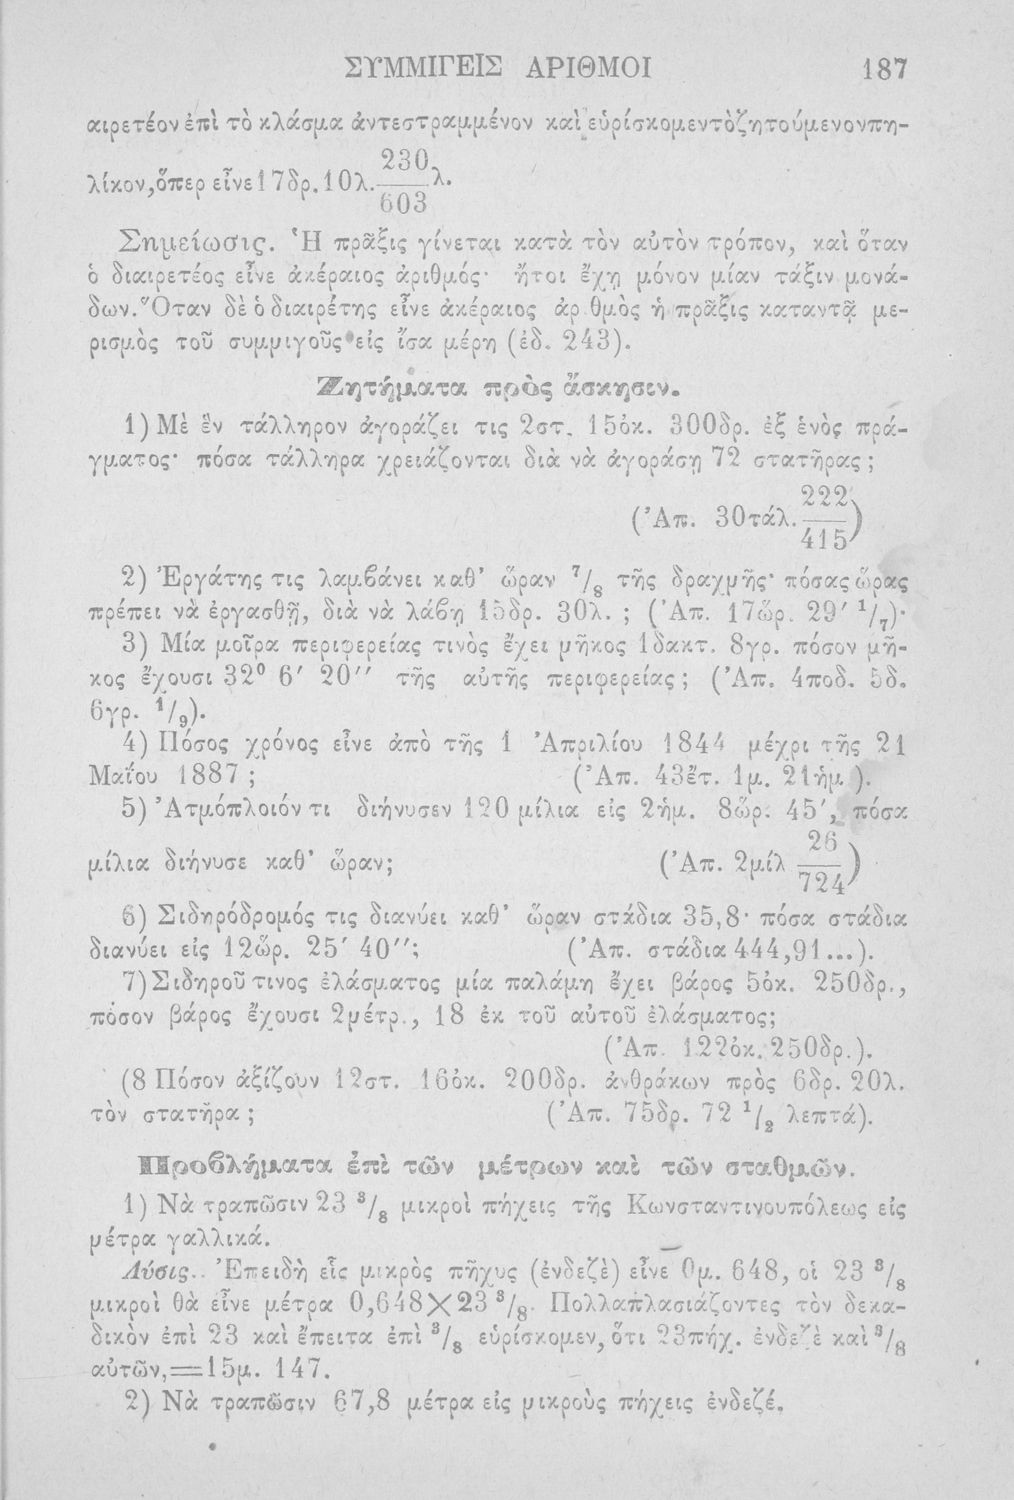 ΣΥΜΜΙΓΕΙΣ ΑΡΙΘΜΟΙ 187
αιρετέον ἐπὶ τὸ κλάσμα ἀντεστραμμένον καὶ εὑρίσκομεν τὸ ζητούμενον πη-
λίκον, ὅπερ εἶνε 17δρ. 10λ. 230/603 λ.
Σημείωσις. Ἡ πρᾶξις γίνεται κατὰ τὸν αὐτὸν τρόπον, καὶ ὅταν
ὁ διαιρετέος εἶνε ἀκέραιος ἀριθμός· ἤτοι ἔχῃ μόνον μίαν τάξιν μονά-
δων. Ὅταν δὲ ὁ διαιρέτης εἶνε ἀκέραιος ἀρ θμὸς ἡ πρᾶξις καταντᾷ με-
ρισμὸς τοῦ συμμιγοῦς εἰς ἴσα μέρη (ἐδ. 243).
Ζητήματα πρὸς ἄσκησιν.
1) Μὲ ἓν τάλληρον ἀγοράζει τις 2στ. 15ὀκ. 300δρ. ἐξ ἑνὸς πρά-
γματος· πόσα τάλληρα χρειάζονται διὰ νὰ ἀγοράσῃ 72 στατῆρας ;
(Ἀπ. 30τάλ. 222/415)
2) Ἐργάτης τις λαμβάνει καθ’ ὥραν 7/8 τῆς δραχμῆς· πόσας ὥρας
πρέπει νὰ ἐργασθῇ, διὰ νὰ λάβῃ 15δρ. 30λ. ; (Ἀπ. 17ὥρ. 29′ 1/7)·
3) Μία μοῖρα περιφερείας τινὸς ἔχει μῆκος 1δακτ. 8γρ. πόσον μῆ-
κος ἔχουσι 32° 6′ 20″ τῆς αὐτῆς περιφερείας ; (Ἀπ. 4ποδ. 5δ.
6γρ. 1/9).
4) Πόσος χρόνος εἶνε ἀπὸ τῆς 1 Ἀπριλίου 1844 μέχρι τῆς 21
Μαΐου 1887 ; (Ἀπ. 43ἔτ. 1μ. 21ἡμ ).
5) Ἀτμόπλοιόν τι διήνυσεν 120 μίλια εἰς 2ἡμ. 8ὥρ. 45′, πόσα
μίλια διήνυσε καθ’ ὥραν; (Ἀπ. 2μίλ 26/724)
6) Σιδηρόδρομός τις διανύει καθ’ ὥραν στάδια 35,8· πόσα στάδια
διανύει εἰς 12ὥρ. 25′ 40″; (Ἀπ. στάδια 444,91...).
7) Σιδηροῦ τινος ἐλάσματος μία παλάμη ἔχει βάρος 5ὀκ. 250δρ.,
πόσον βάρος ἔχουσι 2μέτρ., 18 ἐκ τοῦ αὐτοῦ ἐλάσματος;
(Ἀπ. 122ὀκ. 250δρ.).
(8 Πόσον ἀξίζουν 12στ. 16ὀκ. 200δρ. ἀνθράκων πρὸς 6δρ. 20λ.
τὸν στατῆρα ; (Ἀπ. 75δρ. 72 1/2 λεπτά).
Προβλήματα ἐπὶ τῶν μέτρων καὶ τῶν σταθμῶν.
1) Νὰ τραπῶσιν 23 3/8 μικροὶ πήχεις τῆς Κωνσταντινουπόλεως εἰς
μέτρα γαλλικά.
Λύσις. Ἐπειδὴ εἷς μικρὸς πῆχυς (ἐνδεζὲ) εἶνε 0μ. 648, οἱ 23 3/8
μικροὶ θὰ εἶνε μέτρα 0,648×23 3/8. Πολλαπλασιάζοντες τὸν δεκα-
δικὸν ἐπὶ 23 καὶ ἔπειτα ἐπὶ 3/8 εὑρίσκομεν, ὅτι 23πήχ. ἐνδεζὲ καὶ 3/8
αὐτῶν,=15μ. 147.
2) Νὰ τραπῶσιν 67,8 μέτρα εἰς μικροὺς πήχεις ἐνδεζέ.